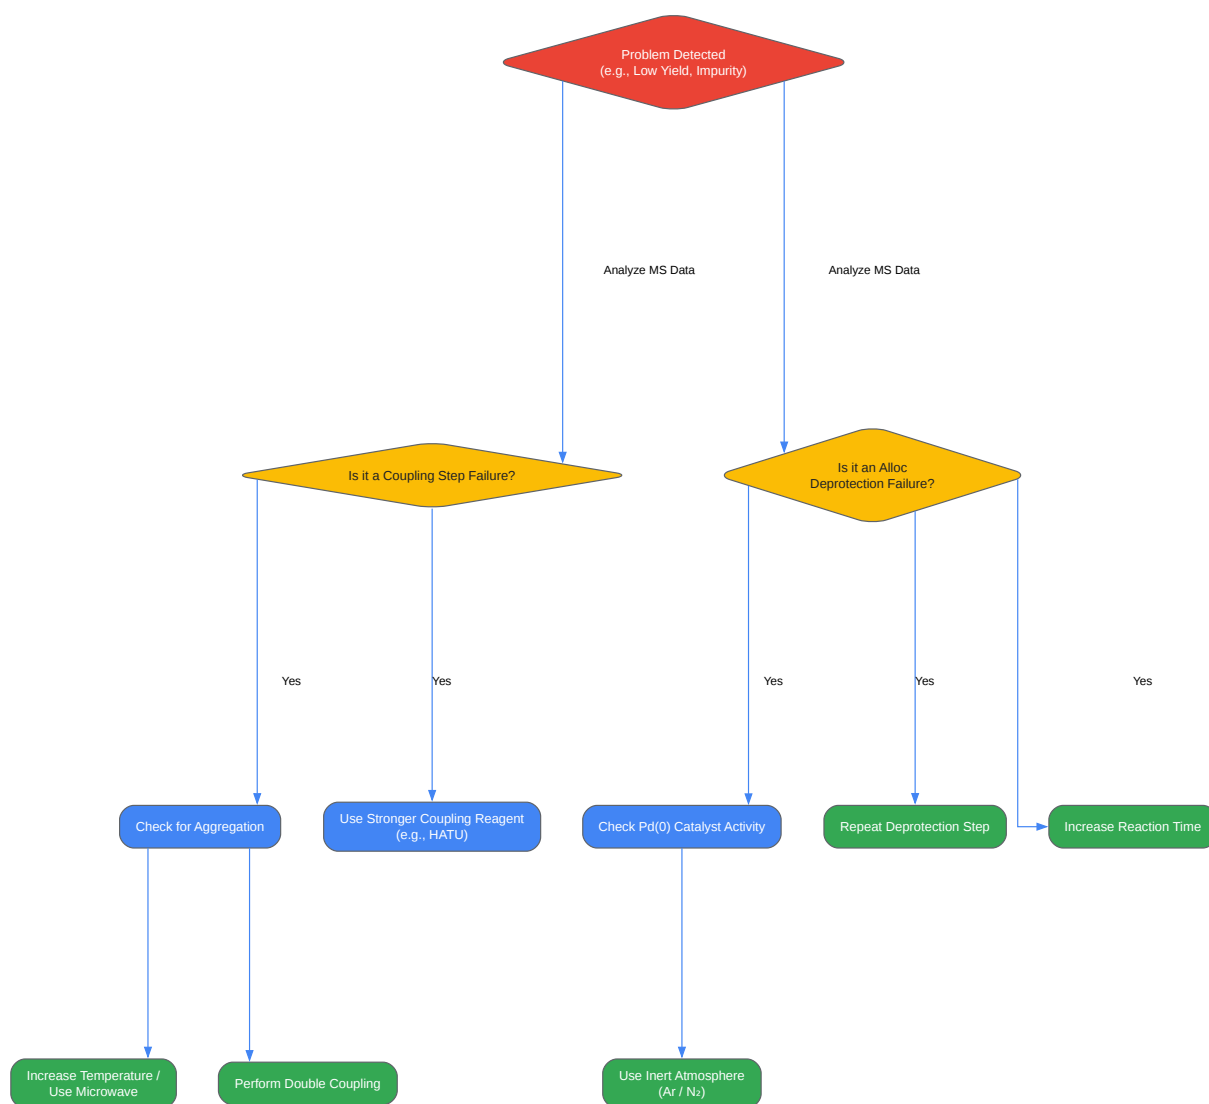 Problem Detected
(e.g., Low Yield, Impurity)
Analyze MS Data
Analyze MS Data
Is it a Coupling Step Failure?
Is it an Alloc
Deprotection Failure?
Yes
Yes
Yes
Yes
Yes
Check for Aggregation
Use Stronger Coupling Reagent
(e.g., HATU)
Check Pd(0) Catalyst Activity
Repeat Deprotection Step
Increase Reaction Time
Increase Temperature /
Use Microwave
Perform Double Coupling
Use Inert Atmosphere
(Ar / N₂)